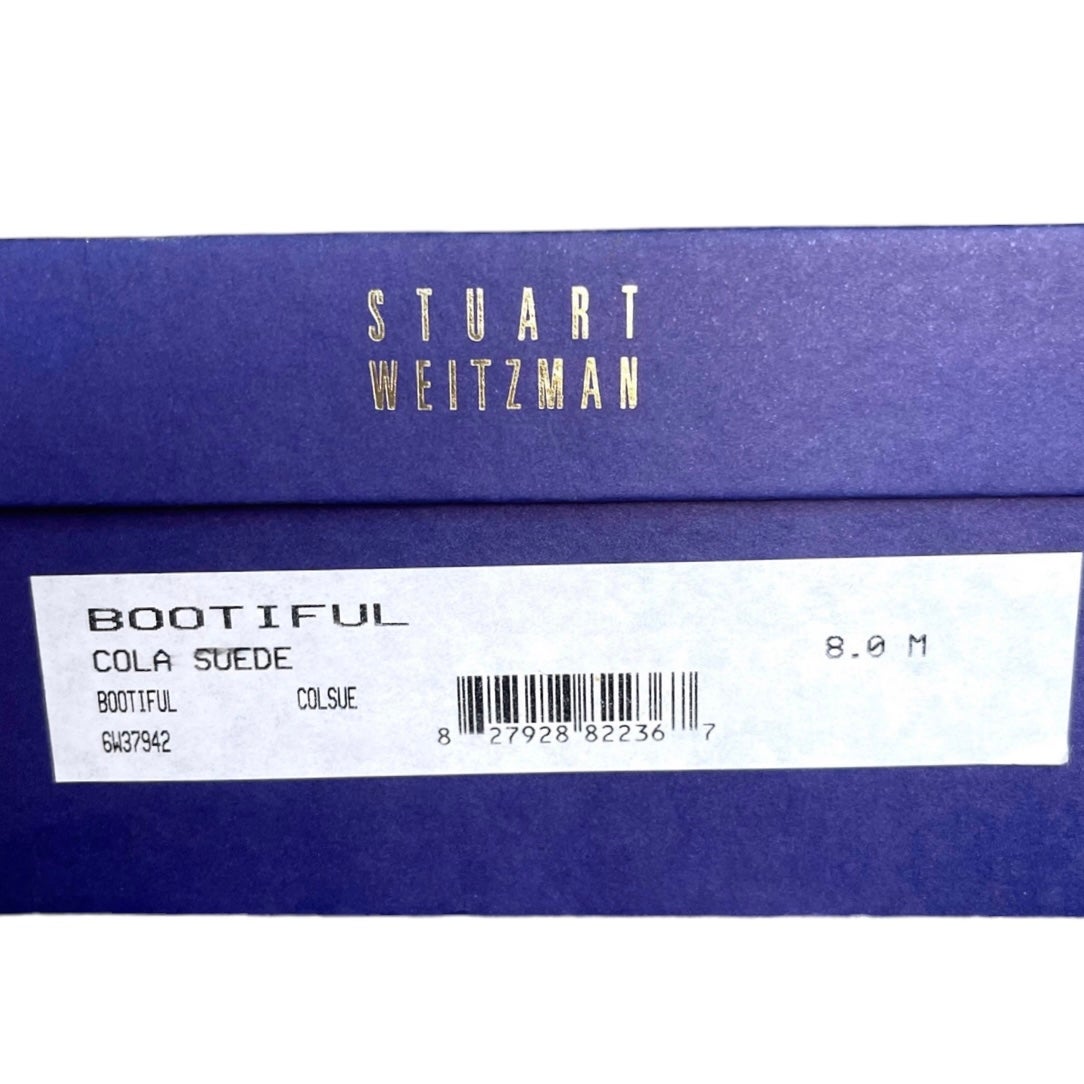 STUART
WEITZMAN
BOOTIFUL
COLA SUEDE
8.0 M
BOOTIFUL COLSUE
6W37942
8 27928 82236 7